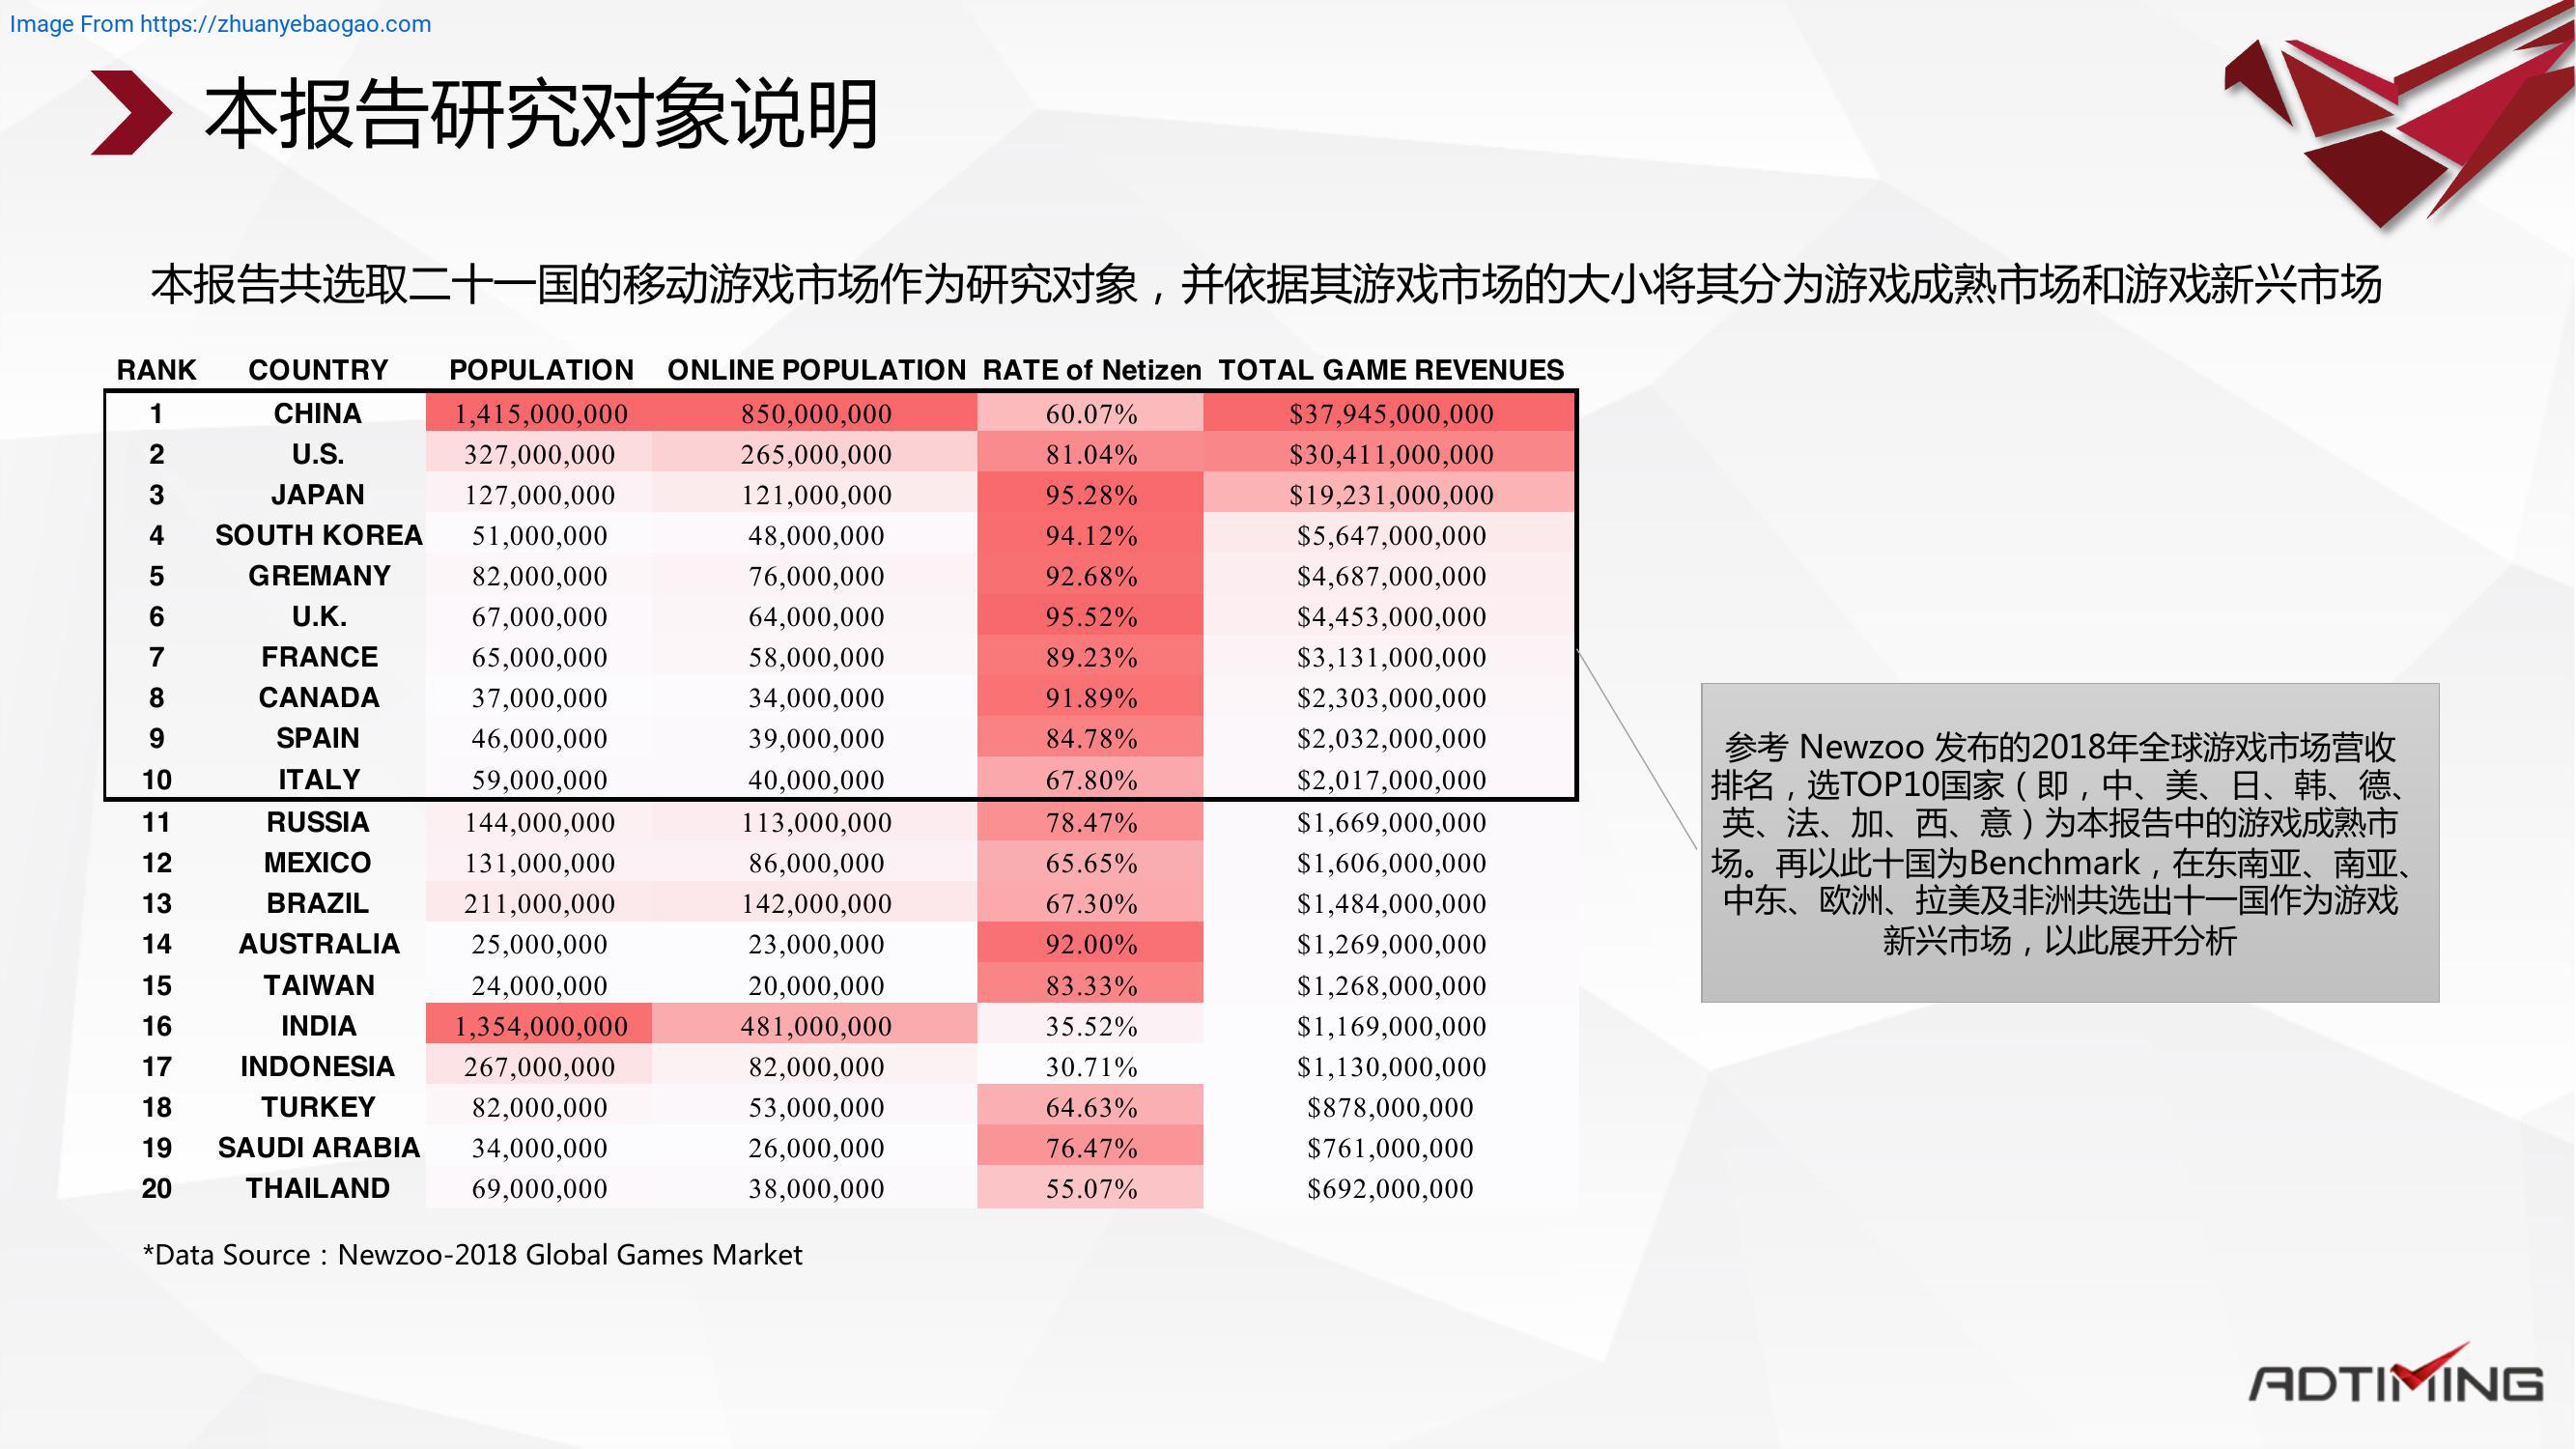 Image From https://zhuanyebaogao.com
本报告研究对象说明
本报告共选取二十一国的移动游戏市场作为研究对象，并依据其游戏市场的大小将其分为游戏成熟市场和游戏新兴市场
RANK COUNTRY POPULATION ONLINE POPULATION RATE of Netizen TOTAL GAME REVENUES
1 CHINA 1,415,000,000 850,000,000 60.07% $37,945,000,000
2 U.S. 327,000,000 265,000,000 81.04% $30,411,000,000
3 JAPAN 127,000,000 121,000,000 95.28% $19,231,000,000
4 SOUTH KOREA 51,000,000 48,000,000 94.12% $5,647,000,000
5 GREMANY 82,000,000 76,000,000 92.68% $4,687,000,000
6 U.K. 67,000,000 64,000,000 95.52% $4,453,000,000
7 FRANCE 65,000,000 58,000,000 89.23% $3,131,000,000
8 CANADA 37,000,000 34,000,000 91.89% $2,303,000,000
9 SPAIN 46,000,000 39,000,000 84.78% $2,032,000,000
10 ITALY 59,000,000 40,000,000 67.80% $2,017,000,000
11 RUSSIA 144,000,000 113,000,000 78.47% $1,669,000,000
12 MEXICO 131,000,000 86,000,000 65.65% $1,606,000,000
13 BRAZIL 211,000,000 142,000,000 67.30% $1,484,000,000
14 AUSTRALIA 25,000,000 23,000,000 92.00% $1,269,000,000
15 TAIWAN 24,000,000 20,000,000 83.33% $1,268,000,000
16 INDIA 1,354,000,000 481,000,000 35.52% $1,169,000,000
17 INDONESIA 267,000,000 82,000,000 30.71% $1,130,000,000
18 TURKEY 82,000,000 53,000,000 64.63% $878,000,000
19 SAUDI ARABIA 34,000,000 26,000,000 76.47% $761,000,000
20 THAILAND 69,000,000 38,000,000 55.07% $692,000,000
参考 Newzoo 发布的2018年全球游戏市场营收
排名，选TOP10国家（即，中、美、日、韩、德、
英、法、加、西、意）为本报告中的游戏成熟市
场。再以此十国为Benchmark，在东南亚、南亚、
中东、欧洲、拉美及非洲共选出十一国作为游戏
新兴市场，以此展开分析
*Data Source：Newzoo-2018 Global Games Market
ADTIMING